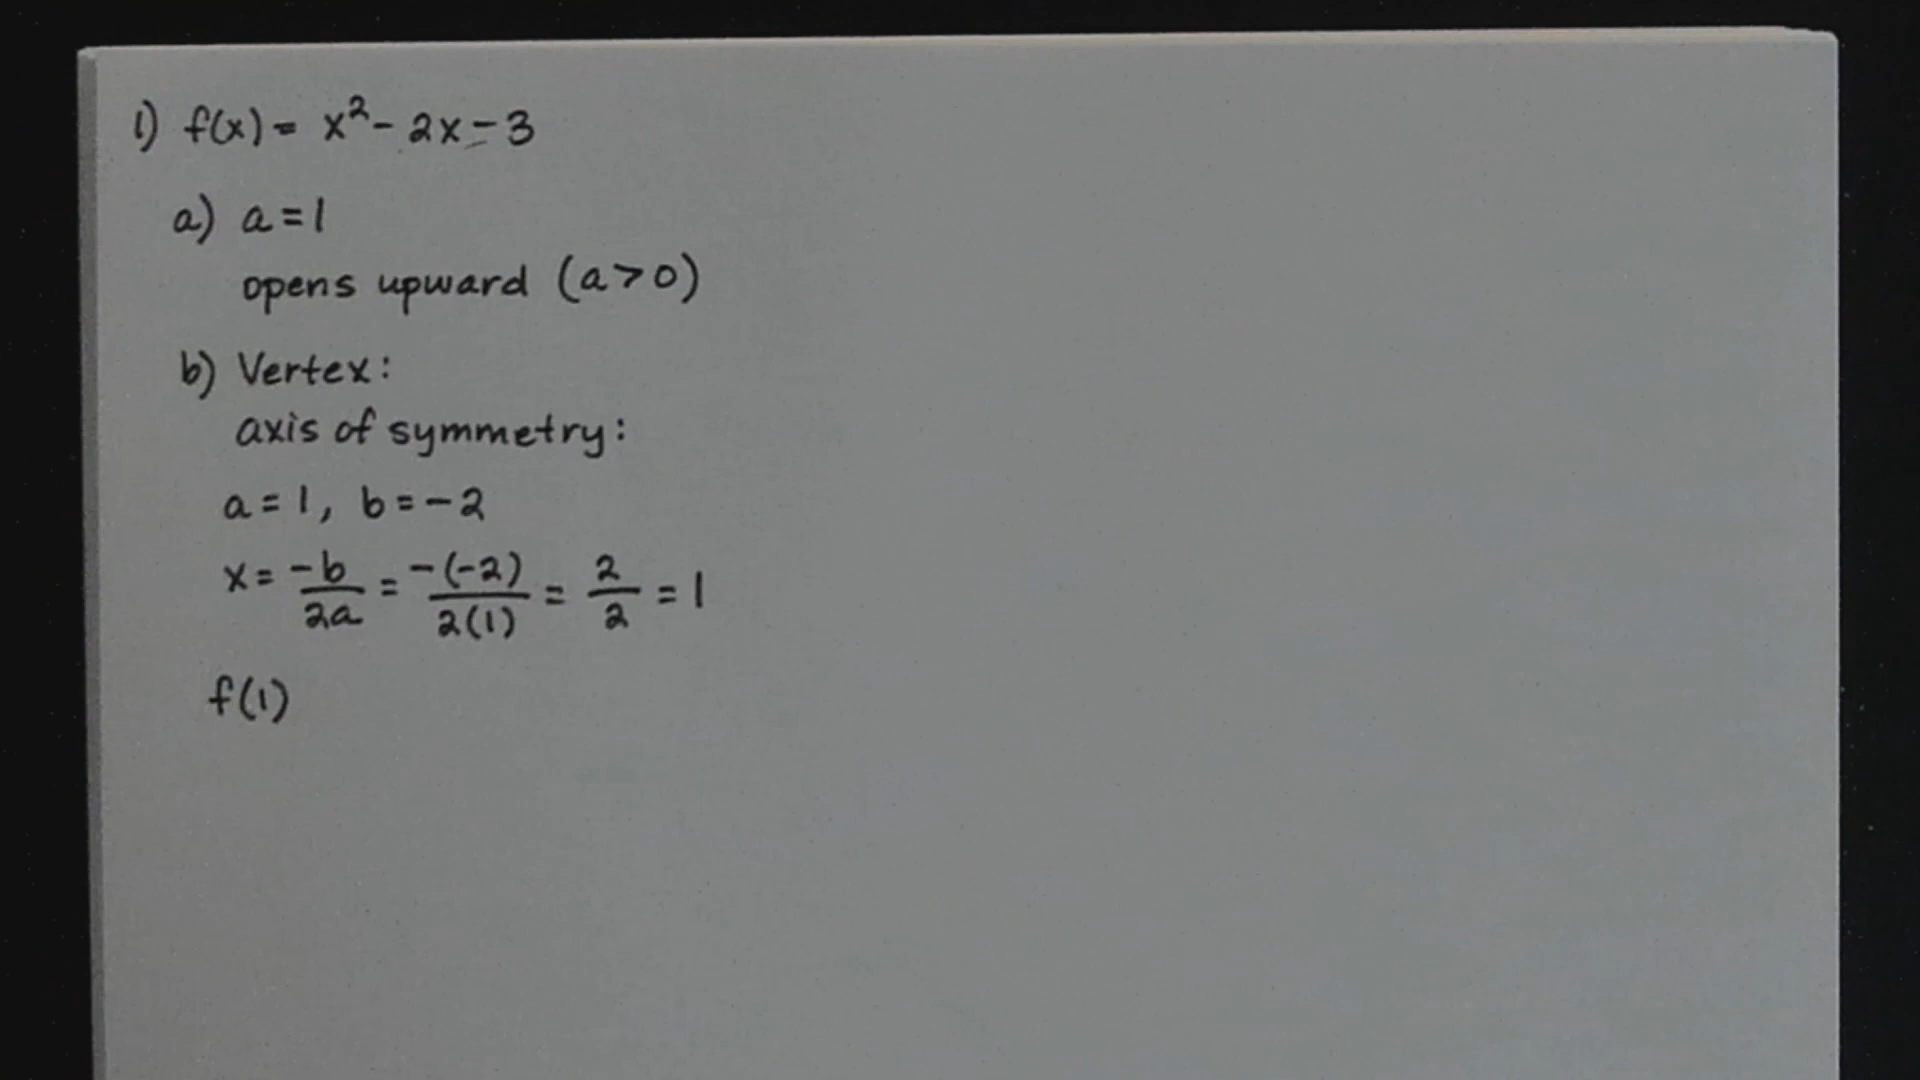 1) f(x) = x² - 2x - 3
a) a = 1
opens upward (a > 0)
b) Vertex:
axis of symmetry:
a = 1, b = -2
x = -b/2a = -(-2)/2(1) = 2/2 = 1
f(1)